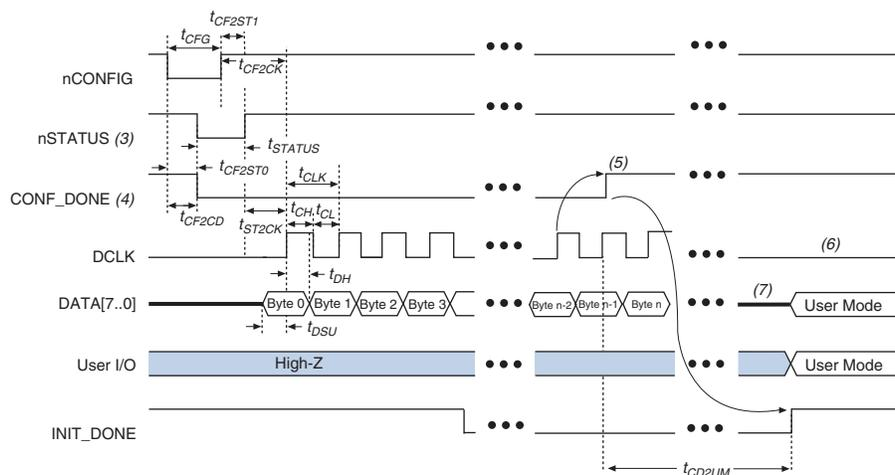 tCF2ST1
tCFG
tCF2CK
nCONFIG
nSTATUS (3)
tSTATUS
tCF2ST0
tCLK
(5)
CONF_DONE (4)
tCF2CD
tST2CK
tCH
tCL
DCLK
(6)
tDH
DATA[7..0]
Byte 0
Byte 1
Byte 2
Byte 3
Byte n-2
Byte n-1
Byte n
(7)
User Mode
tDSU
User I/O
High-Z
User Mode
INIT_DONE
tCD2UM